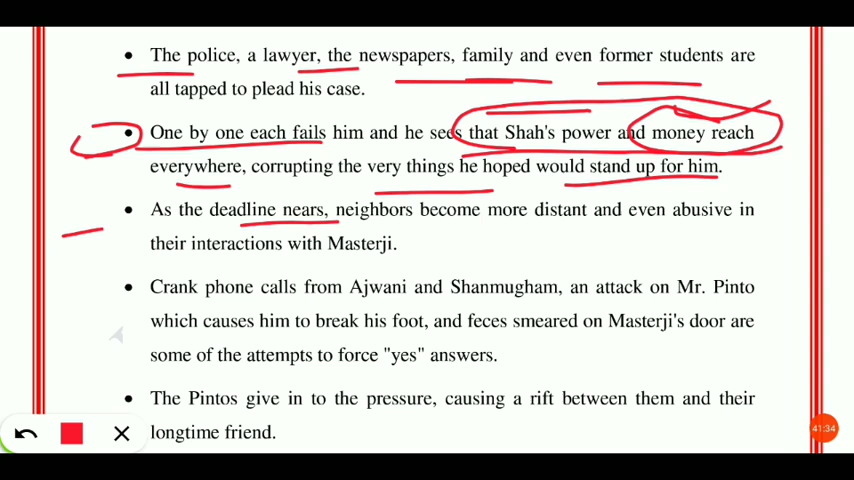 • The police, a lawyer, the newspapers, family and even former students are
all tapped to plead his case.
• One by one each fails him and he sees that Shah's power and money reach
everywhere, corrupting the very things he hoped would stand up for him.
• As the deadline nears, neighbors become more distant and even abusive in
their interactions with Masterji.
• Crank phone calls from Ajwani and Shanmugham, an attack on Mr. Pinto
which causes him to break his foot, and feces smeared on Masterji's door are
some of the attempts to force "yes" answers.
• The Pintos give in to the pressure, causing a rift between them and their
longtime friend.
41:34